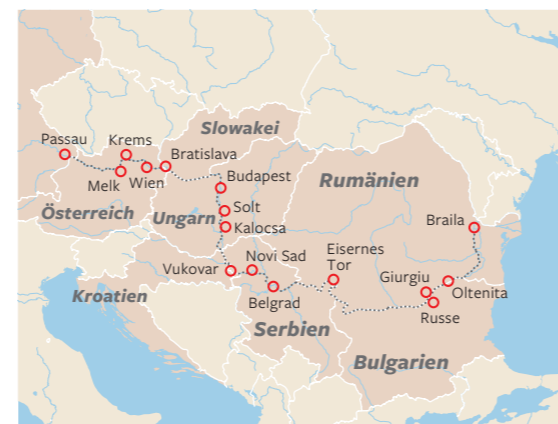 Slowakei
Passau
Krems
Bratislava
Melk
Wien
Budapest
Rumänien
Österreich
Ungarn
Solt
Kalocsa
Braila
Vukovar
Novi Sad
Eisernes
Tor
Kroatien
Belgrad
Giurgiu
Oltenita
Russe
Serbien
Bulgarien